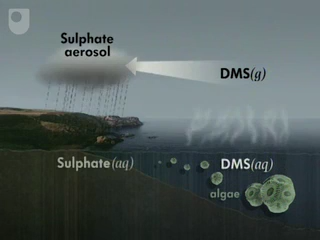 Sulphate
aerosol
DMS(g)
Sulphate(aq)
DMS(aq)
algae